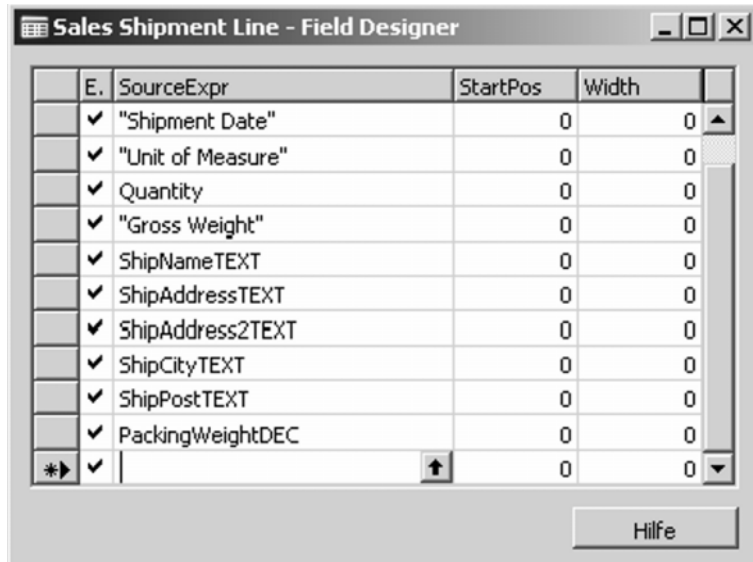 Sales Shipment Line - Field Designer
E. SourceExpr StartPos Width
"Shipment Date" 0 0
"Unit of Measure" 0 0
Quantity 0 0
"Gross Weight" 0 0
ShipNameTEXT 0 0
ShipAddressTEXT 0 0
ShipAddress2TEXT 0 0
ShipCityTEXT 0 0
ShipPostTEXT 0 0
PackingWeightDEC 0 0
0 0
Hilfe